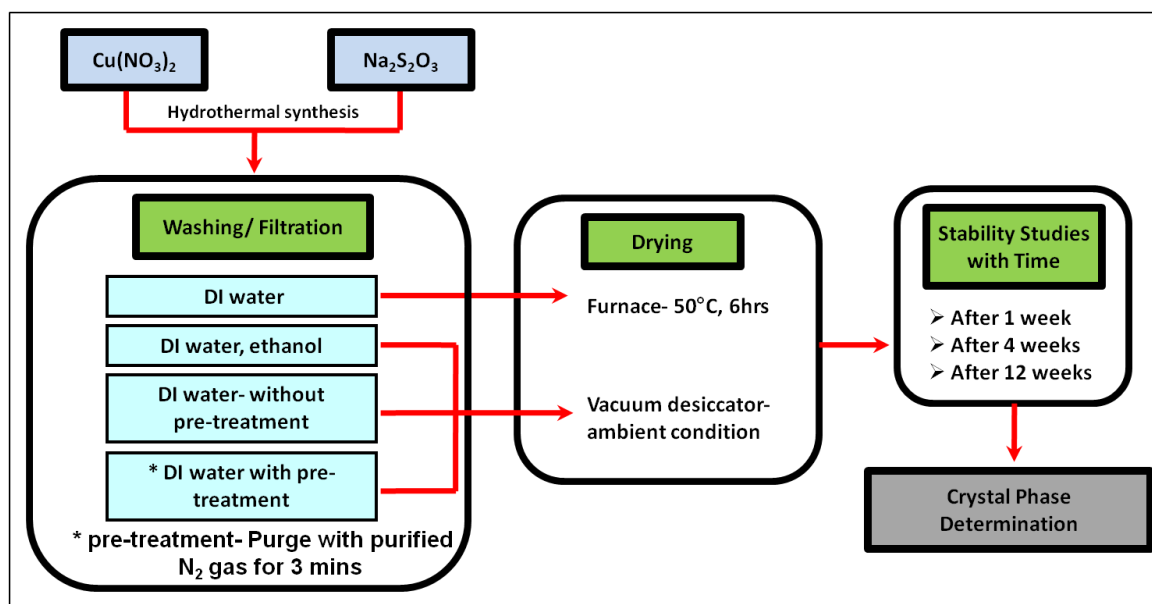 Cu(NO₃)₂
Na₂S₂O₃
Hydrothermal synthesis
Washing/ Filtration
DI water
DI water, ethanol
DI water- without
pre-treatment
* DI water with pre-
treatment
* pre-treatment- Purge with purified
N₂ gas for 3 mins
Drying
Furnace- 50°C, 6hrs
Vacuum desiccator-
ambient condition
Stability Studies
with Time
➢ After 1 week
➢ After 4 weeks
➢ After 12 weeks
Crystal Phase
Determination